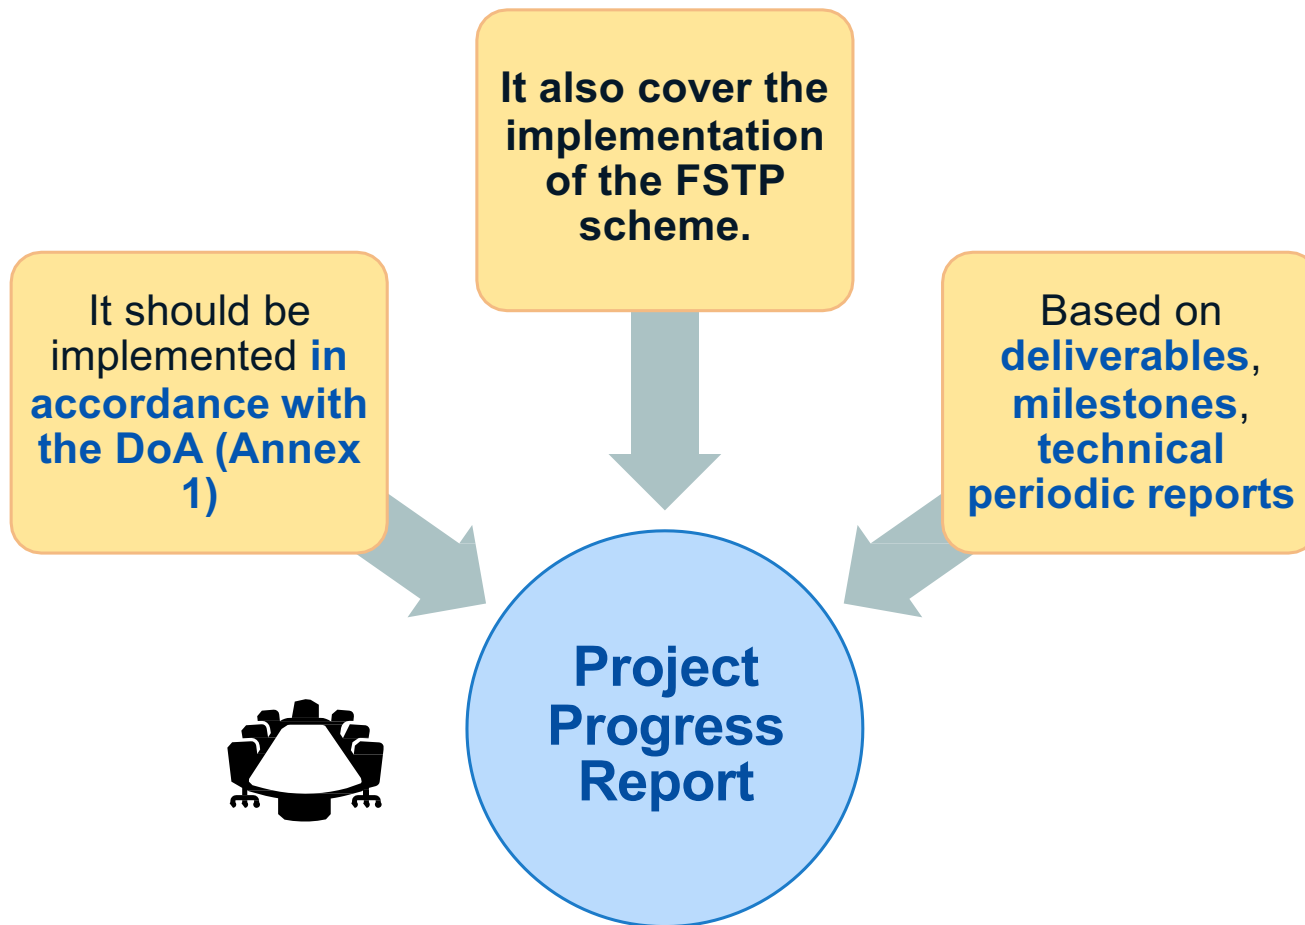 It also cover the
implementation
of the FSTP
scheme.
It should be
implemented in
accordance with
the DoA (Annex
1)
Based on
deliverables,
milestones,
technical
periodic reports
Project
Progress
Report